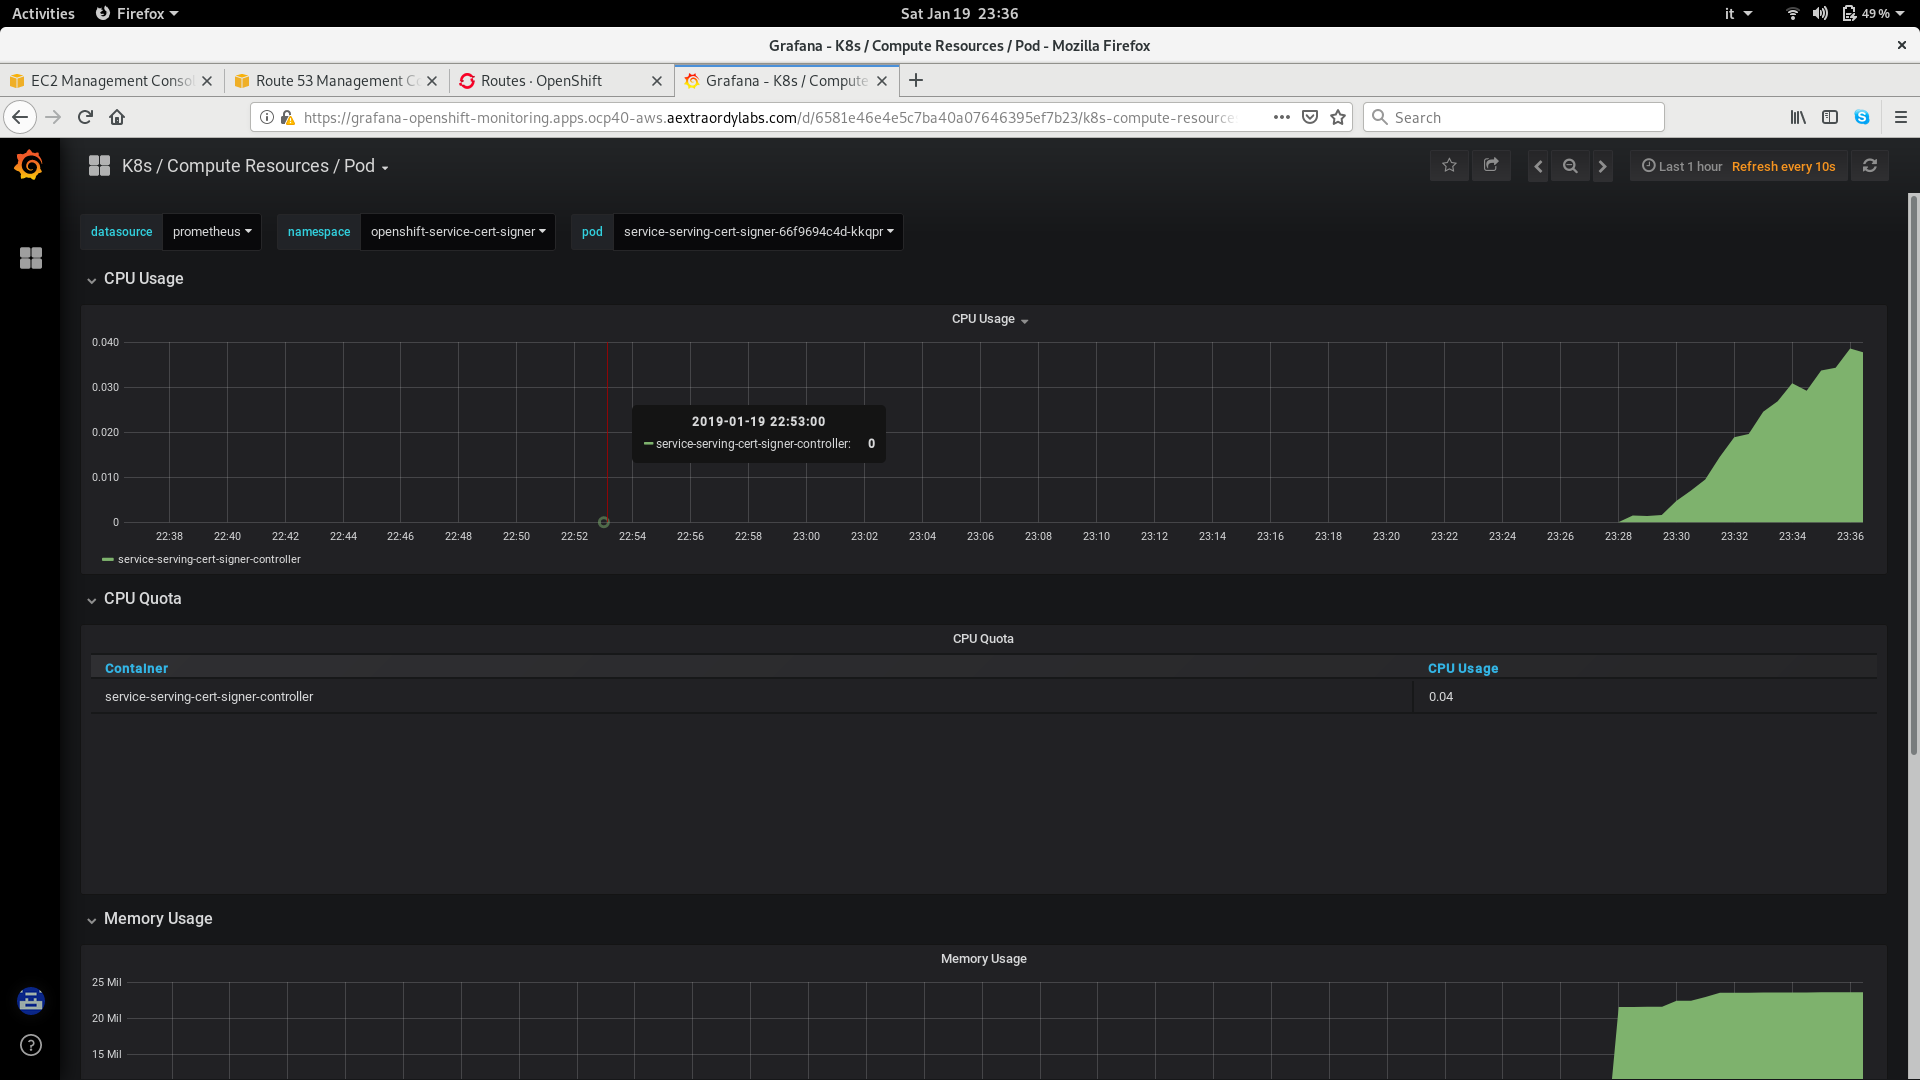 Activities Firefox Sat Jan 19 23:36 it 49 %
Grafana - K8s / Compute Resources / Pod - Mozilla Firefox
EC2 Management Consol Route 53 Management Co Routes · OpenShift Grafana - K8s / Compute
https://grafana-openshift-monitoring.apps.ocp40-aws.aextraordylabs.com/d/6581e46e4e5c7ba40a07646395ef7b23/k8s-compute-resource Search
K8s / Compute Resources / Pod Last 1 hour Refresh every 10s
datasource prometheus namespace openshift-service-cert-signer pod service-serving-cert-signer-66f9694c4d-kkqpr
CPU Usage
CPU Usage
0.040
0.030
0.020
0.010
0
2019-01-19 22:53:00
service-serving-cert-signer-controller: 0
22:38 22:40 22:42 22:44 22:46 22:48 22:50 22:52 22:54 22:56 22:58 23:00 23:02 23:04 23:06 23:08 23:10 23:12 23:14 23:16 23:18 23:20 23:22 23:24 23:26 23:28 23:30 23:32 23:34 23:36
service-serving-cert-signer-controller
CPU Quota
CPU Quota
Container CPU Usage
service-serving-cert-signer-controller 0.04
Memory Usage
Memory Usage
25 Mil
20 Mil
15 Mil